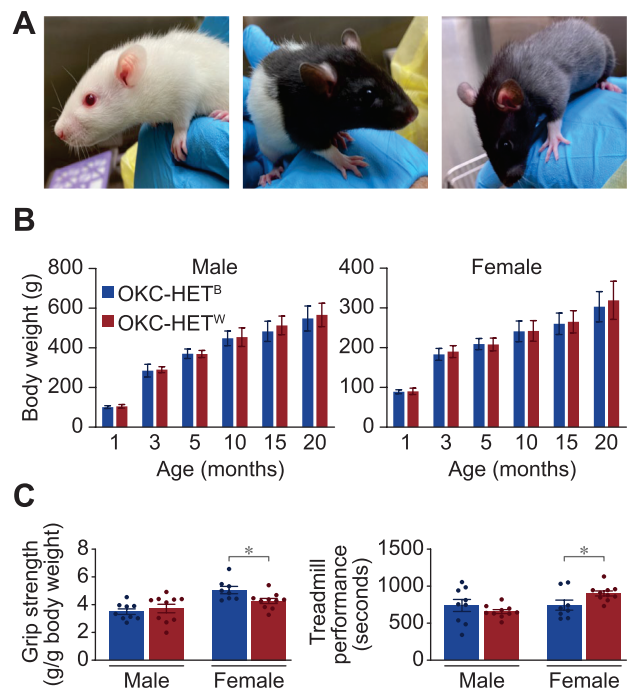 A
B
Male
Female
Body weight (g)
800
600
400
200
0
OKC-HETᴮ
OKC-HETᵂ
400
300
200
100
0
1 3 5 10 15 20
1 3 5 10 15 20
Age (months)
Age (months)
C
Grip strength
(g/g body weight)
8
6
4
2
0
*
Male Female
Treadmill
performance
(seconds)
1500
1000
500
0
*
Male Female